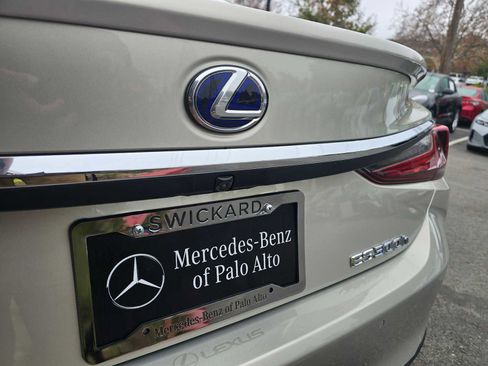 SWICKARD
Mercedes-Benz
of Palo Alto
ES300h
Mercedes-Benz of Palo Alto
LEXUS